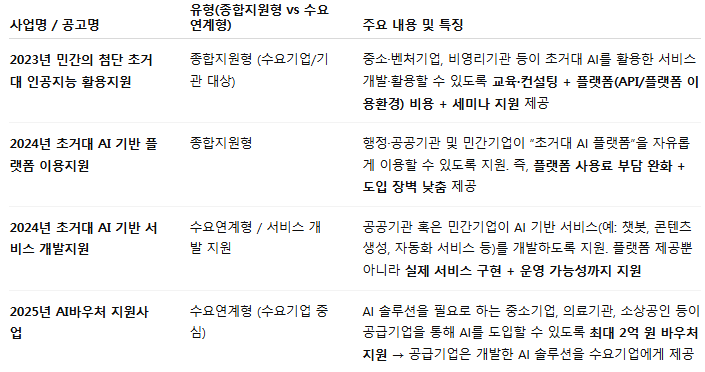 사업명 / 공고명
유형(종합지원형 vs 수요
연계형)
주요 내용 및 특징
2023년 민간의 첨단 초거
대 인공지능 활용지원
종합지원형 (수요기업/기
관 대상)
중소·벤처기업, 비영리기관 등이 초거대 AI를 활용한 서비스
개발·활용할 수 있도록 교육·컨설팅 + 플랫폼(API/플랫폼 이
용환경) 비용 + 세미나 지원 제공
2024년 초거대 AI 기반 플
랫폼 이용지원
종합지원형
행정·공공기관 및 민간기업이 “초거대 AI 플랫폼”을 자유롭
게 이용할 수 있도록 지원. 즉, 플랫폼 사용료 부담 완화 +
도입 장벽 낮춤 제공
2024년 초거대 AI 기반 서
비스 개발지원
수요연계형 / 서비스 개
발 지원
공공기관 혹은 민간기업이 AI 기반 서비스(예: 챗봇, 콘텐츠
생성, 자동화 서비스 등)를 개발하도록 지원. 플랫폼 제공뿐
아니라 실제 서비스 구현 + 운영 가능성까지 지원
2025년 AI바우처 지원사
업
수요연계형 (수요기업 중
심)
AI 솔루션을 필요로 하는 중소기업, 의료기관, 소상공인 등이
공급기업을 통해 AI를 도입할 수 있도록 최대 2억 원 바우처
지원 → 공급기업은 개발한 AI 솔루션을 수요기업에게 제공